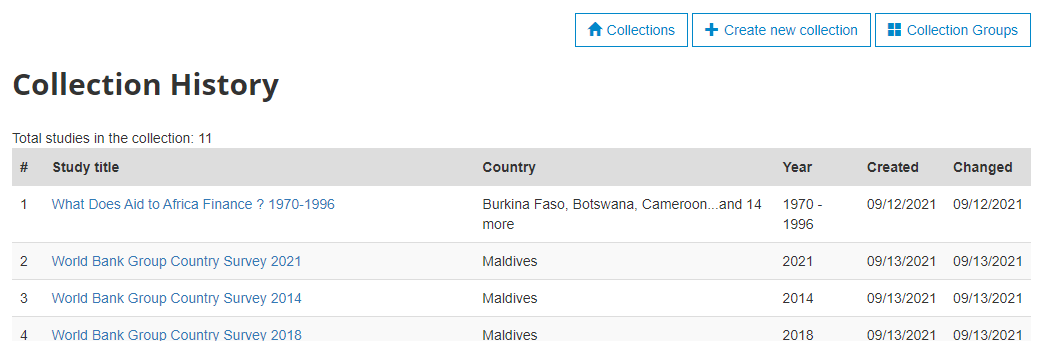 Collections Create new collection Collection Groups
Collection History
Total studies in the collection: 11
# Study title Country Year Created Changed
1 What Does Aid to Africa Finance ? 1970-1996 Burkina Faso, Botswana, Cameroon...and 14 more 1970 - 1996 09/12/2021 09/12/2021
2 World Bank Group Country Survey 2021 Maldives 2021 09/13/2021 09/13/2021
3 World Bank Group Country Survey 2014 Maldives 2014 09/13/2021 09/13/2021
4 World Bank Group Country Survey 2018 Maldives 2018 09/13/2021 09/13/2021